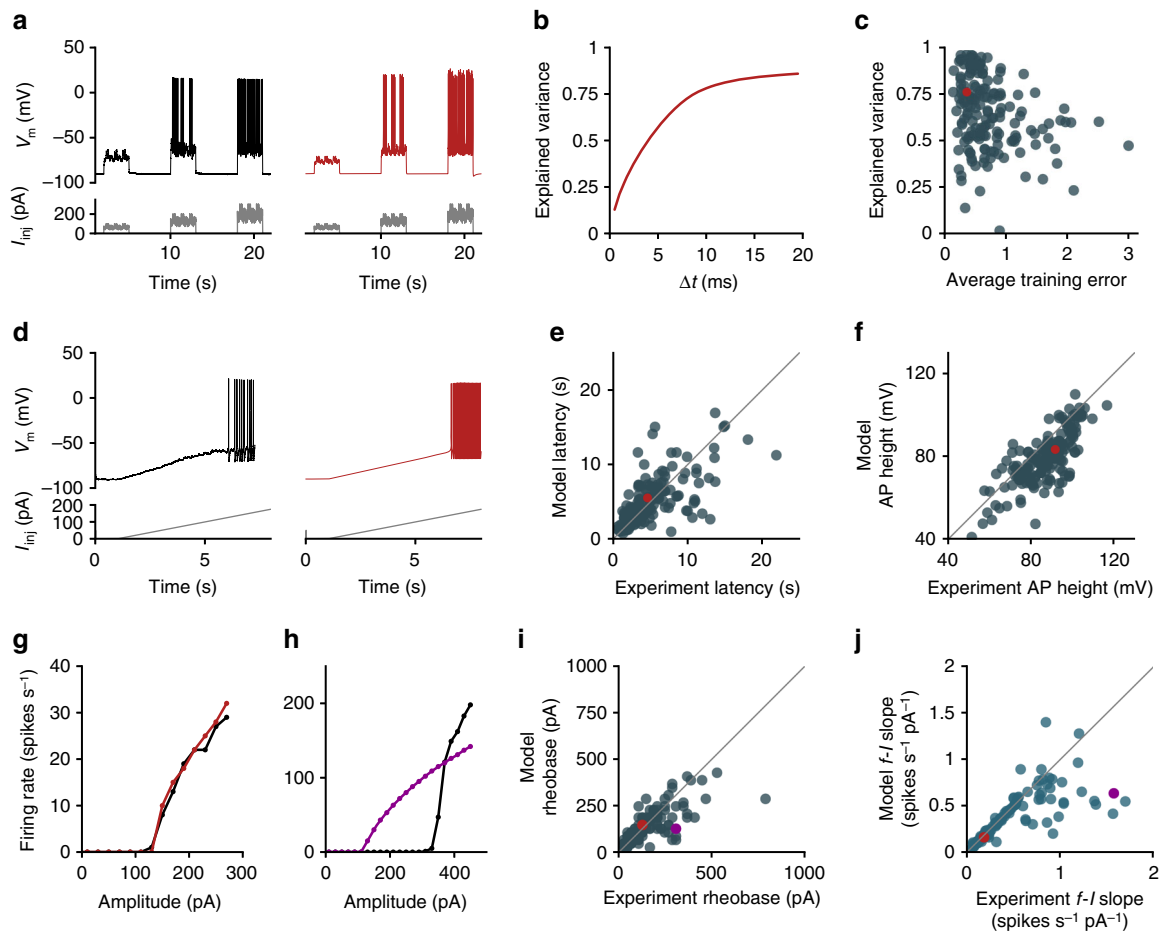 a
50
0
−50
−100
V_m (mV)
200
0
I_inj (pA)
10
20
10
20
Time (s)
Time (s)
b
1
0.75
0.5
0.25
0
Explained variance
0
5
10
15
20
Δt (ms)
c
1
0.75
0.5
0.25
0
Explained variance
0
1
2
3
Average training error
d
50
0
−50
−100
V_m (mV)
200
100
0
I_inj (pA)
0
5
0
5
Time (s)
Time (s)
e
20
10
0
Model latency (s)
0
10
20
Experiment latency (s)
f
120
80
40
Model
AP height (mV)
40
80
120
Experiment AP height (mV)
g
40
30
20
10
0
Firing rate (spikes s⁻¹)
0
100
200
300
Amplitude (pA)
h
200
100
0
0
200
400
Amplitude (pA)
i
1000
750
500
250
0
Model
rheobase (pA)
0
500
1000
Experiment rheobase (pA)
j
2
1.5
1
0.5
0
Model f-I slope
(spikes s⁻¹ pA⁻¹)
0
1
2
Experiment f-I slope
(spikes s⁻¹ pA⁻¹)